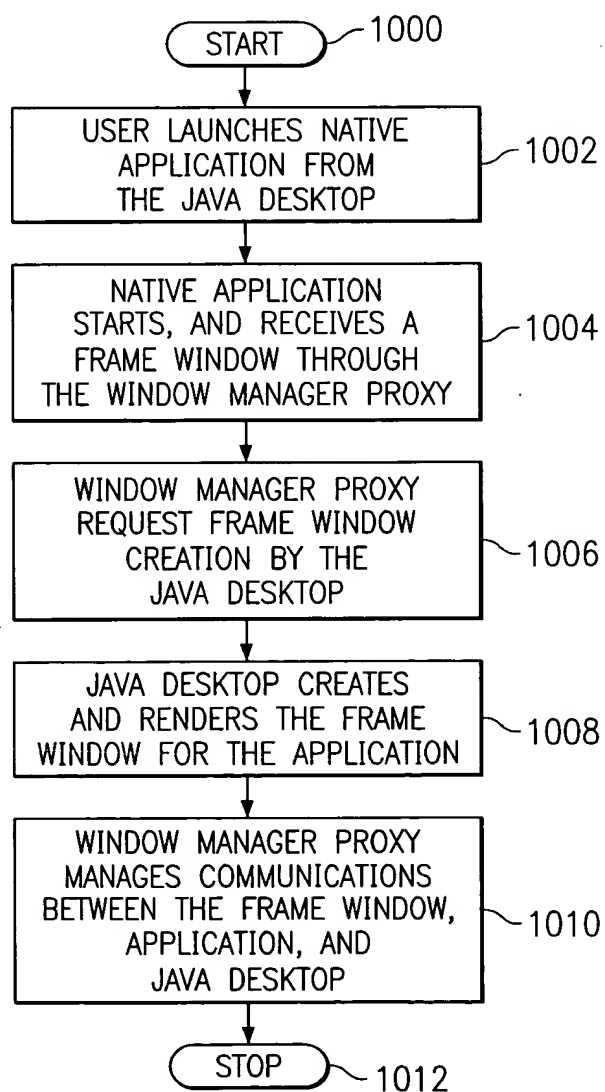 START
1000
USER LAUNCHES NATIVE
APPLICATION FROM
THE JAVA DESKTOP
1002
NATIVE APPLICATION
STARTS, AND RECEIVES A
FRAME WINDOW THROUGH
THE WINDOW MANAGER PROXY
1004
WINDOW MANAGER PROXY
REQUEST FRAME WINDOW
CREATION BY THE
JAVA DESKTOP
1006
JAVA DESKTOP CREATES
AND RENDERS THE FRAME
WINDOW FOR THE APPLICATION
1008
WINDOW MANAGER PROXY
MANAGES COMMUNICATIONS
BETWEEN THE FRAME WINDOW,
APPLICATION, AND
JAVA DESKTOP
1010
STOP
1012